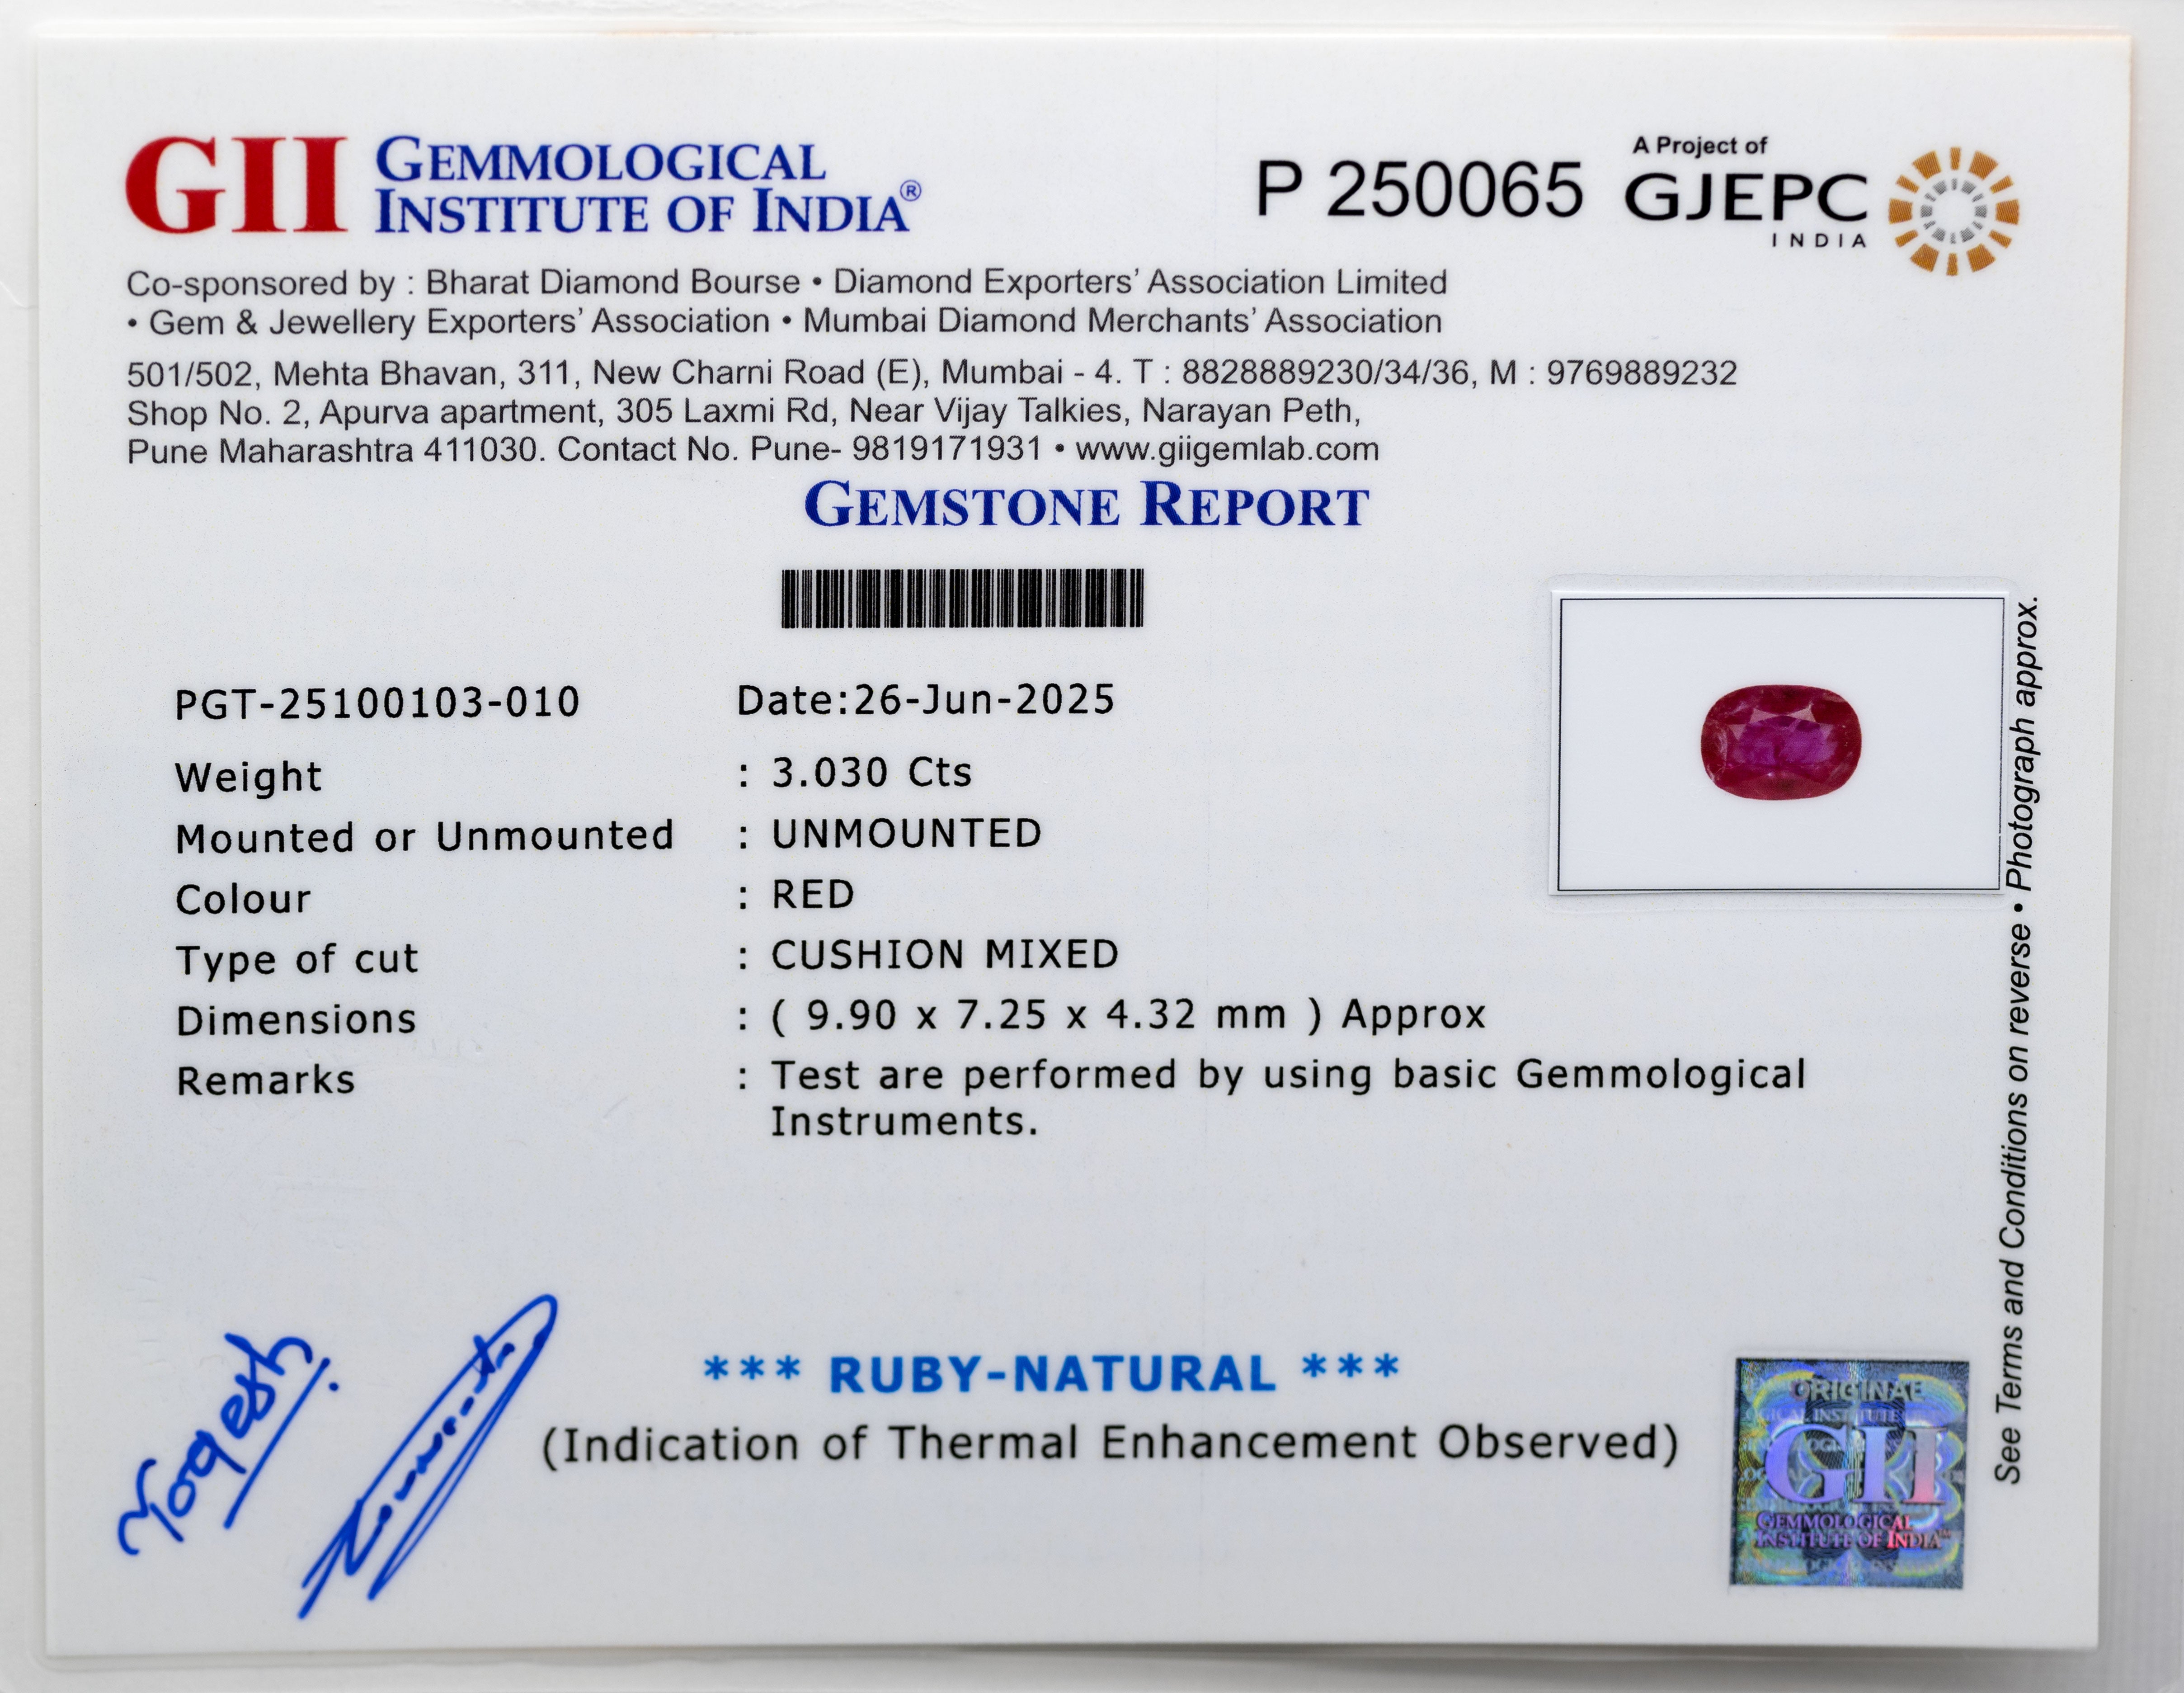 GII GEMMOLOGICAL
INSTITUTE OF INDIA®
P 250065
A Project of
GJEPC
INDIA
Co-sponsored by : Bharat Diamond Bourse • Diamond Exporters' Association Limited
• Gem & Jewellery Exporters' Association • Mumbai Diamond Merchants' Association
501/502, Mehta Bhavan, 311, New Charni Road (E), Mumbai - 4. T : 8828889230/34/36, M : 9769889232
Shop No. 2, Apurva apartment, 305 Laxmi Rd, Near Vijay Talkies, Narayan Peth,
Pune Maharashtra 411030. Contact No. Pune- 9819171931 • www.giigemlab.com
GEMSTONE REPORT
PGT-25100103-010 Date:26-Jun-2025
Weight : 3.030 Cts
Mounted or Unmounted : UNMOUNTED
Colour : RED
Type of cut : CUSHION MIXED
Dimensions : ( 9.90 x 7.25 x 4.32 mm ) Approx
Remarks : Test are performed by using basic Gemmological
Instruments.
See Terms and Conditions on reverse • Photograph approx.
Yogesh
*** RUBY-NATURAL ***
(Indication of Thermal Enhancement Observed)
ORIGINAL
GII
GEMMOLOGICAL
INSTITUTE OF INDIA